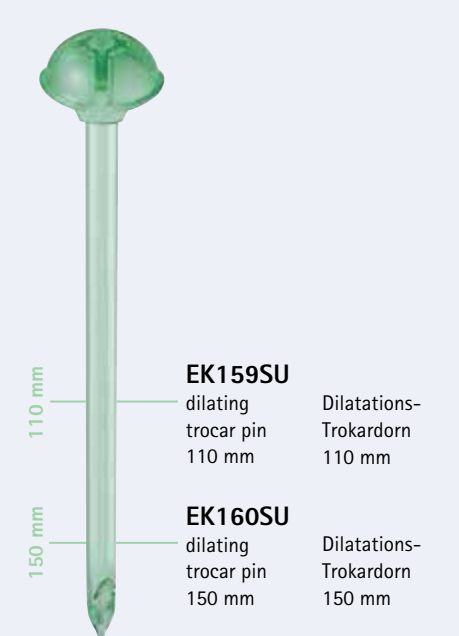 110 mm
EK159SU
dilating
trocar pin
110 mm
Dilatations-
Trokardorn
110 mm
150 mm
EK160SU
dilating
trocar pin
150 mm
Dilatations-
Trokardorn
150 mm